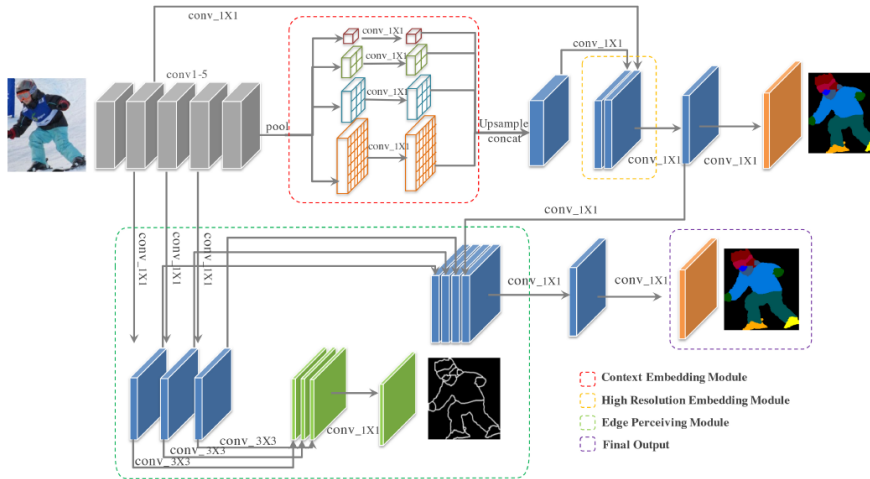 conv_1X1
conv1-5
pool
conv_1X1
conv_1X1
conv_1X1
conv_1X1
Upsample
concat
conv_1X1
conv_1X1
conv_1X1
conv_1X1
conv_1X1
conv_1X1
conv_1X1
conv_1X1
conv_1X1
conv_3X3
conv_3X3
conv_3X3
conv_1X1
Context Embedding Module
High Resolution Embedding Module
Edge Perceiving Module
Final Output